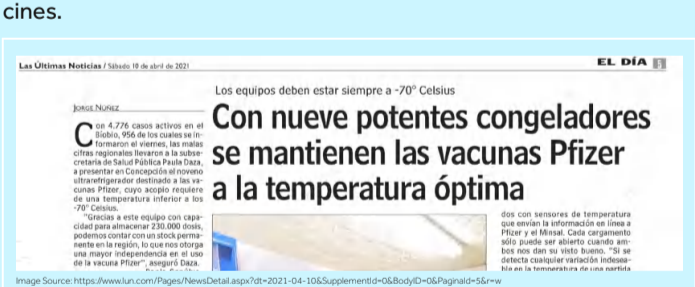 cines.
Las Últimas Noticias / Sábado 10 de abril de 2021
EL DÍA 5
Los equipos deben estar siempre a -70° Celsius
Con nueve potentes congeladores
se mantienen las vacunas Pfizer
a la temperatura óptima
JORGE NÚÑEZ
Con 4.776 casos activos en el
Biobío, 956 de los cuales se in-
formaron el viernes, las malas
cifras regionales llevaron a la subse-
cretaria de Salud Pública Paula Daza,
a presentar en Concepción el noveno
ultrarefrigerador destinado a las va-
cunas Pfizer, cuyo acopio requiere
de una temperatura inferior a los
-70° Celsius.
"Gracias a este equipo con capa-
cidad para almacenar 230.000 dosis,
podemos contar con un stock perma-
nente en la región, lo que nos otorga
una mayor independencia en el uso
de la vacuna Pfizer", aseguró Daza.
dos con sensores de temperatura
que envían la información en línea a
Pfizer y el Minsal. Cada cargamento
sólo puede ser abierto cuando am-
bos nos dan su visto bueno. "Si se
detecta cualquier variación indesea-
ble en la temperatura de una partida
Image Source: https://www.lun.com/Pages/NewsDetail.aspx?dt=2021-04-10&SupplementId=0&BodyID=0&PaginaId=5&r=w